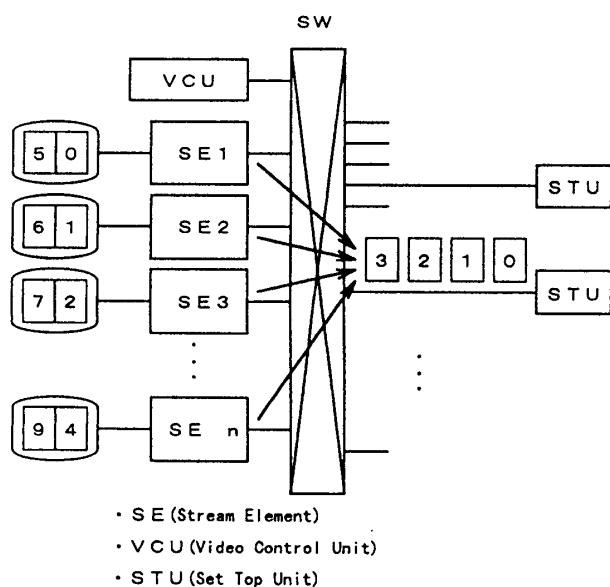 SW
VCU
5 0 SE1
STU
6 1 SE2
3 2 1 0
7 2 SE3
STU
9 4 SE n
・SE(Stream Element)
・VCU(Video Control Unit)
・STU(Set Top Unit)